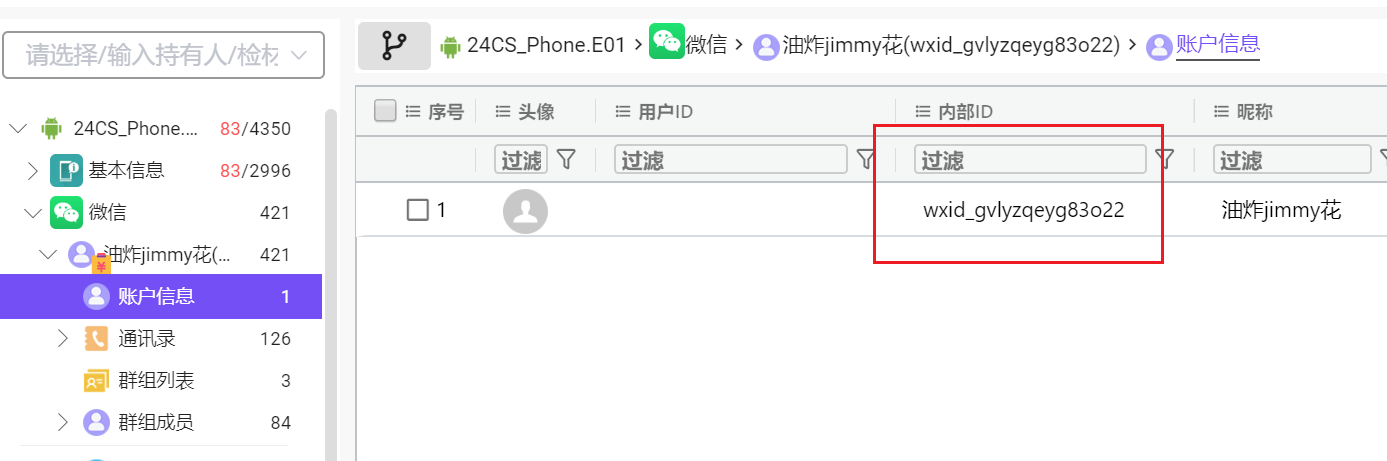 请选择/输入持有人/检材
24CS_Phone.E01 > 微信 > 油炸jimmy花(wxid_gvlyzqeyg83o22) > 账户信息
序号 头像 用户ID 内部ID 昵称
24CS_Phone.... 83/4350
过滤 过滤 过滤 过滤
基本信息 83/2996
微信 421
1 wxid_gvlyzqeyg83o22 油炸jimmy花
油炸jimmy花(... 421
账户信息 1
通讯录 126
群组列表 3
群组成员 84